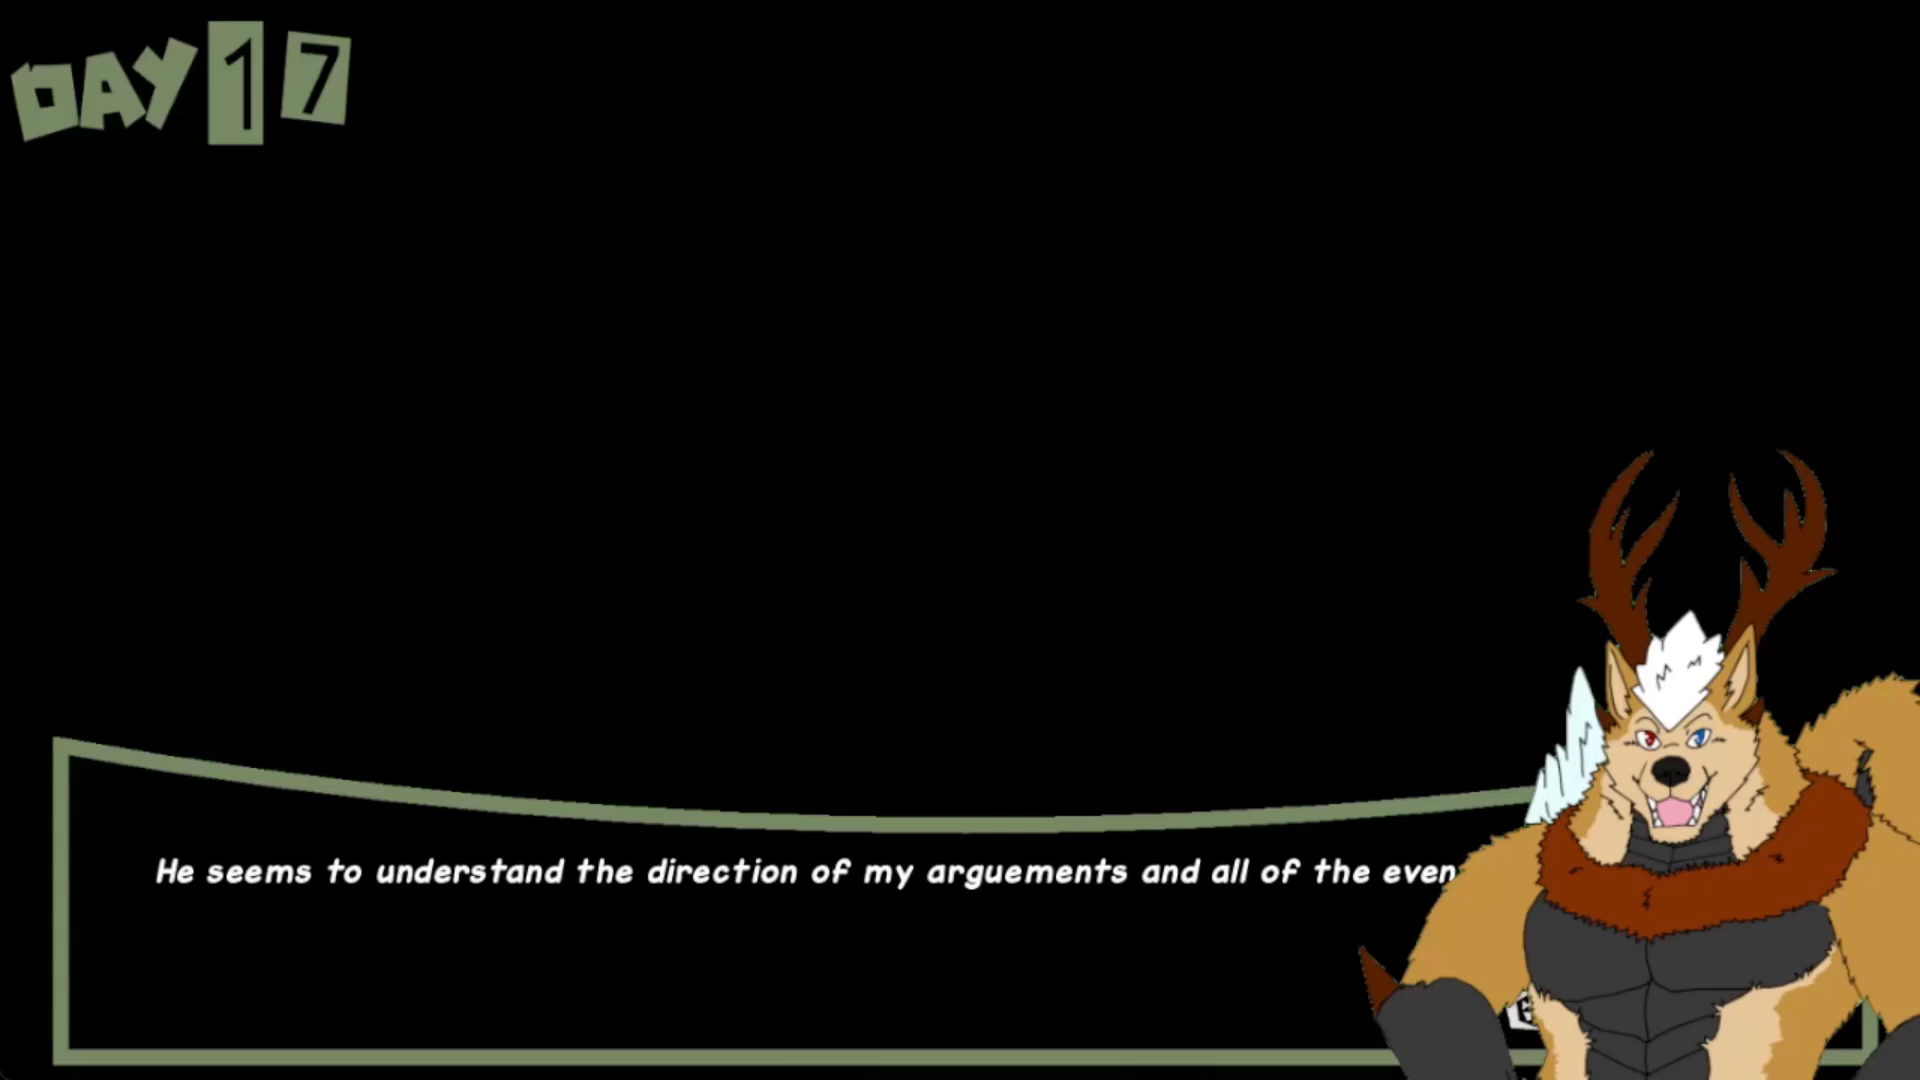 DAY 17
He seems to understand the direction of my arguements and all of the even